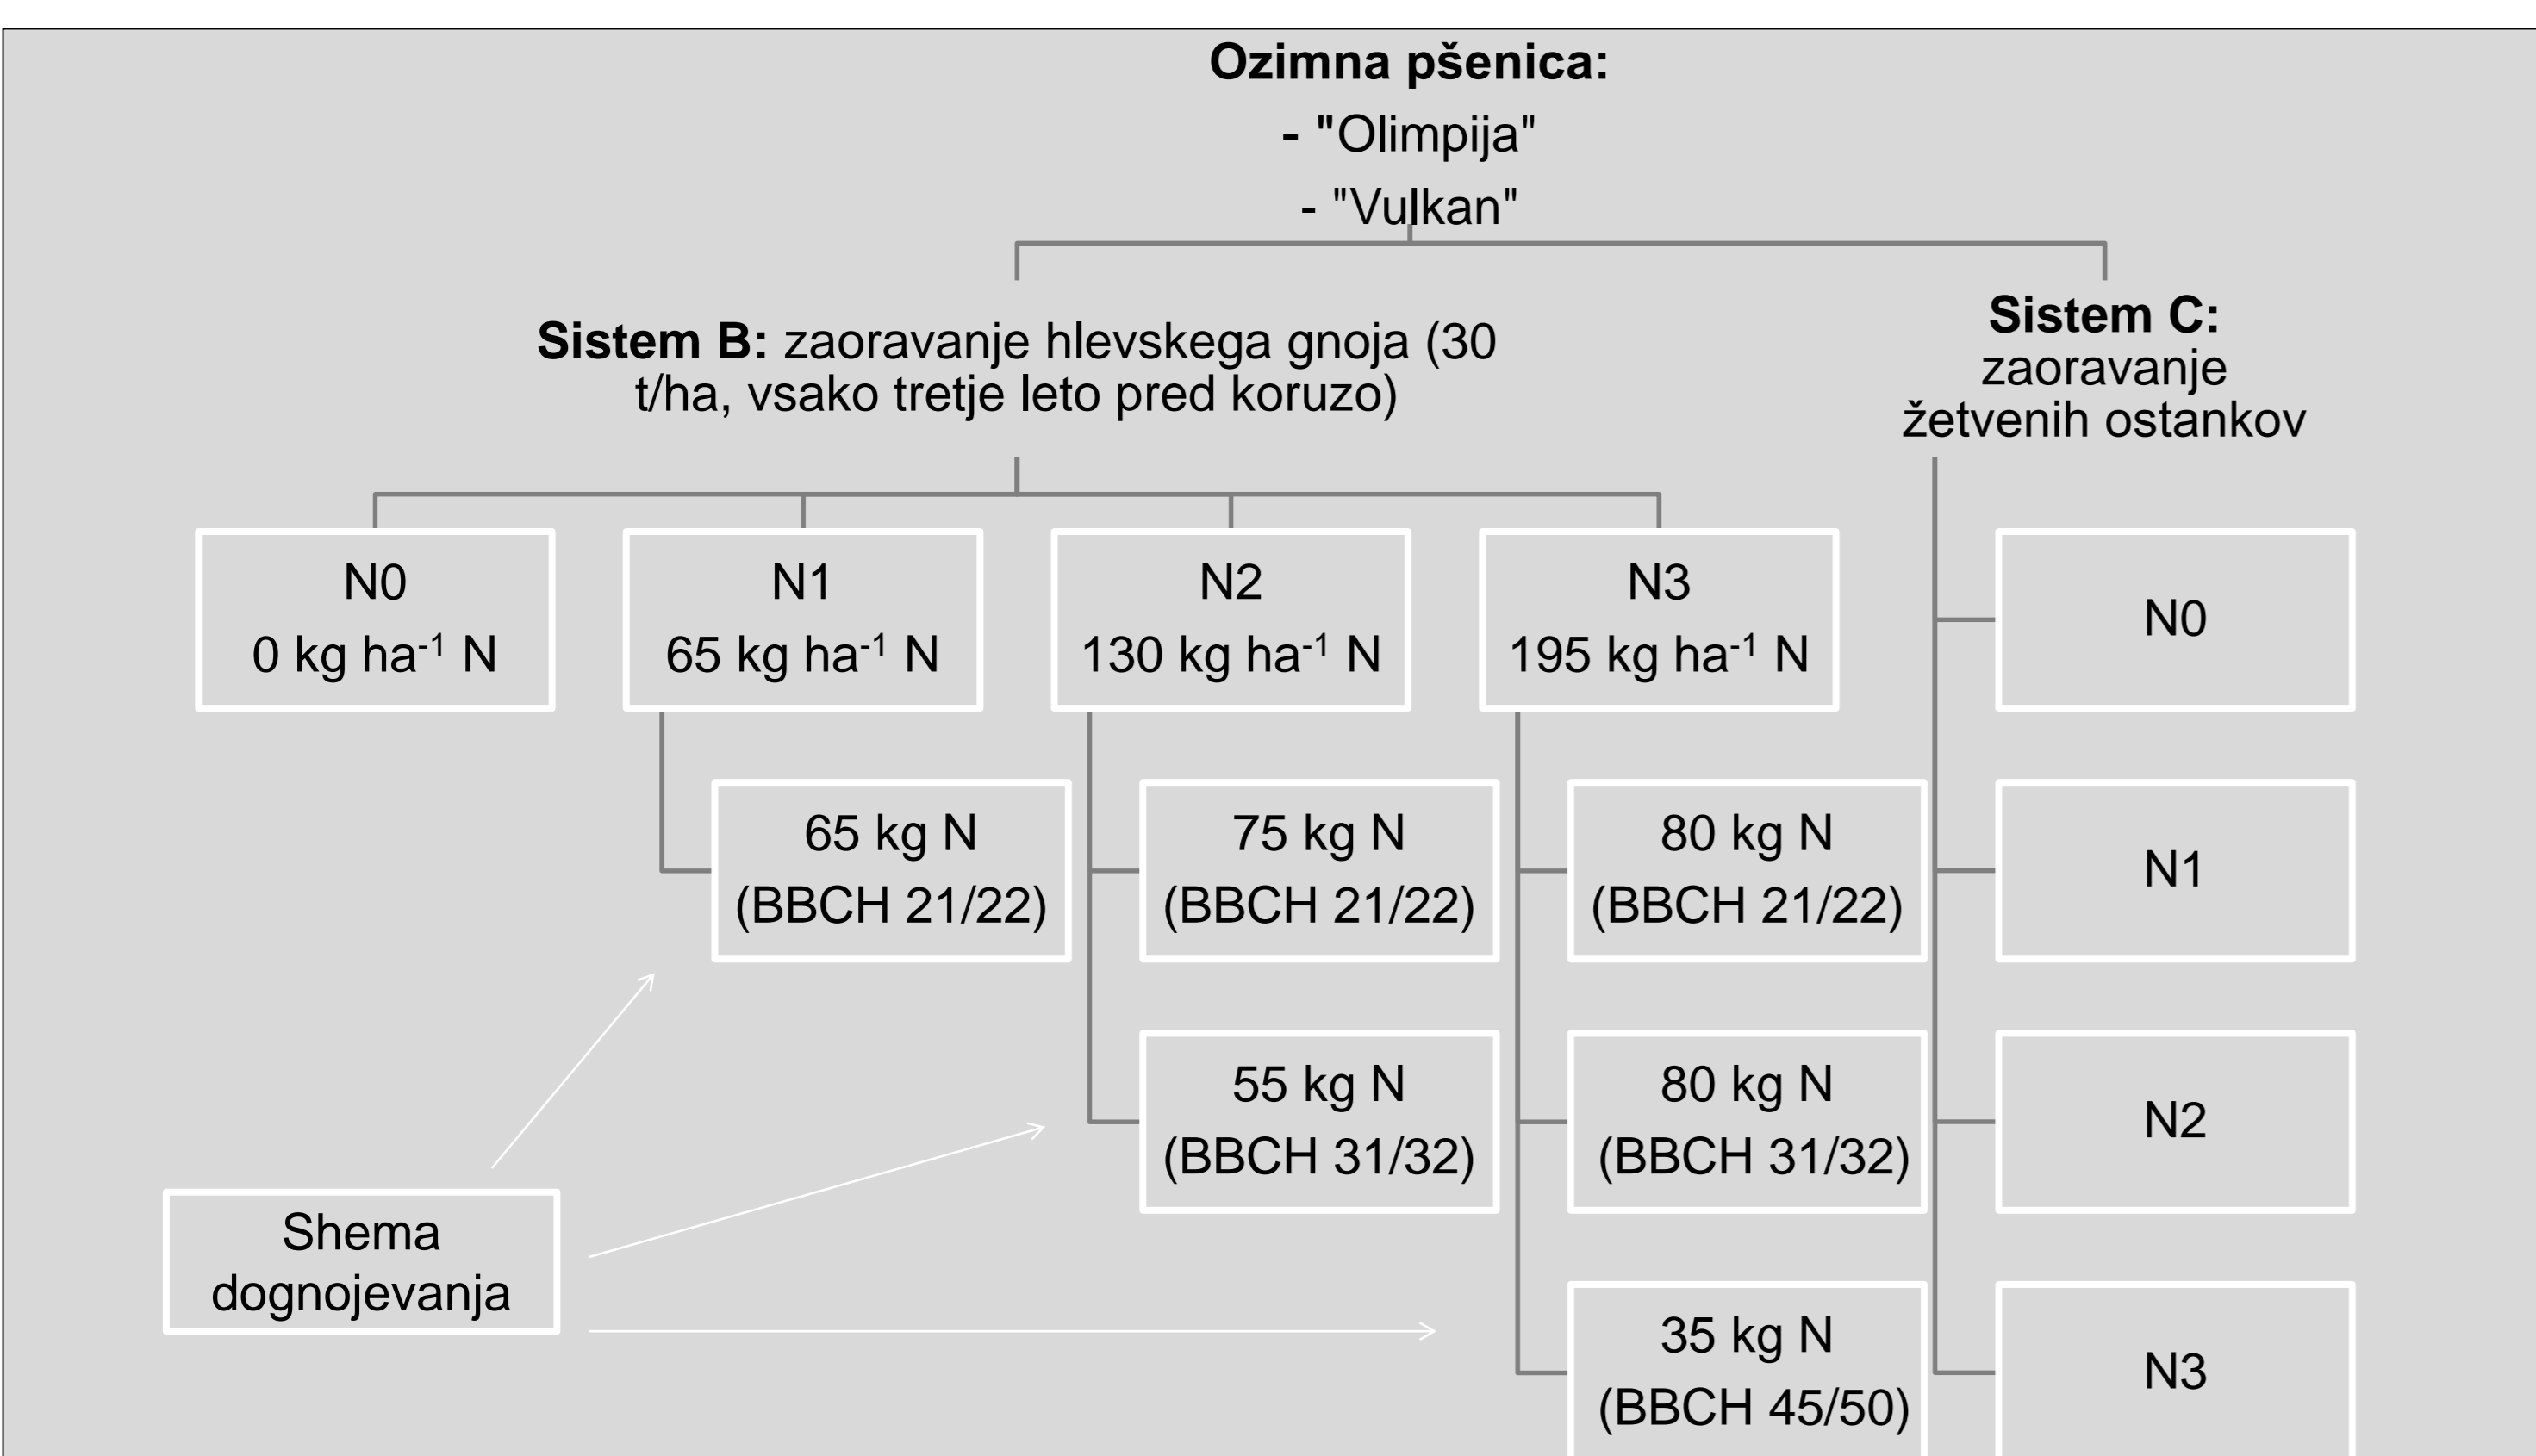 Ozimna pšenica:
- "Olimpija"
- "Vulkan"
Sistem B: zaoravanje hlevskega gnoja (30
t/ha, vsako tretje leto pred koruzo)
Sistem C:
zaoravanje
žetvenih ostankov
N0
0 kg ha⁻¹ N
N1
65 kg ha⁻¹ N
N2
130 kg ha⁻¹ N
N3
195 kg ha⁻¹ N
65 kg N
(BBCH 21/22)
75 kg N
(BBCH 21/22)
55 kg N
(BBCH 31/32)
80 kg N
(BBCH 21/22)
80 kg N
(BBCH 31/32)
35 kg N
(BBCH 45/50)
N0
N1
N2
N3
Shema
dognojevanja